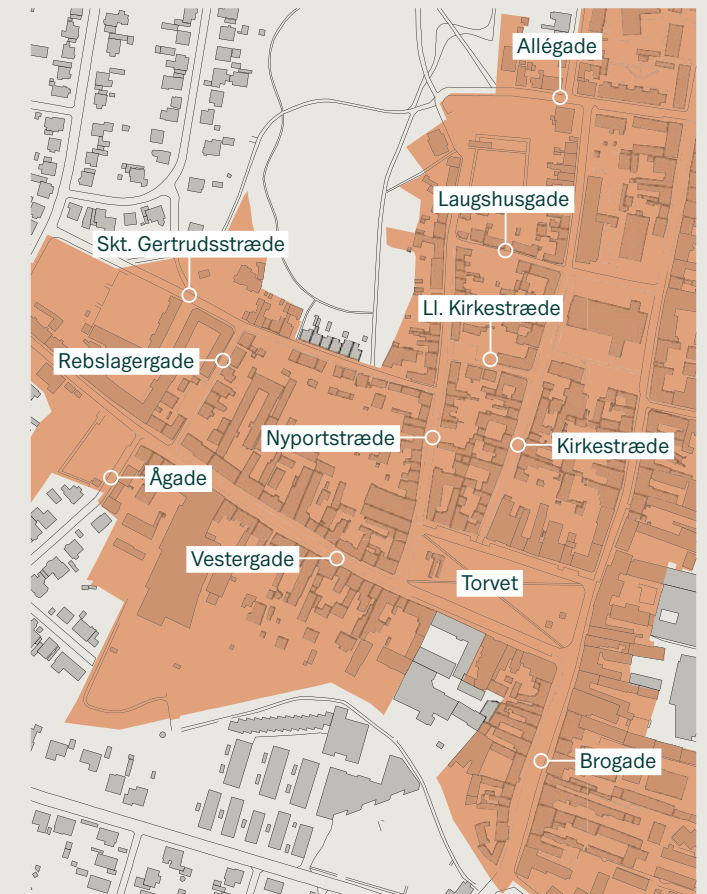 Allégade
Laugshusgade
Skt. Gertrudsstræde
Ll. Kirkestræde
Rebslagergade
Nyportstræde
Kirkestræde
Ågade
Vestergade
Torvet
Brogade